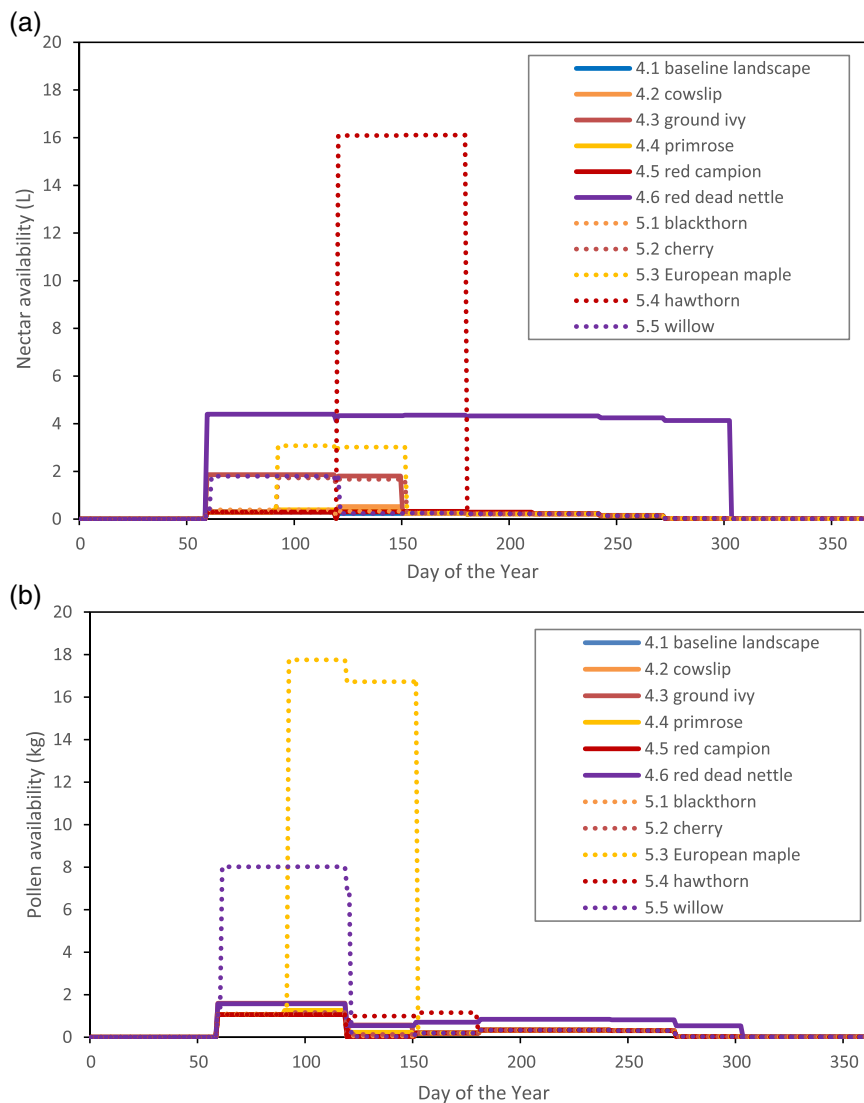 (a)
20
18
16
14
12
10
8
6
4
2
0
Nectar availability (L)
0 50 100 150 200 250 300 350
Day of the Year
4.1 baseline landscape
4.2 cowslip
4.3 ground ivy
4.4 primrose
4.5 red campion
4.6 red dead nettle
5.1 blackthorn
5.2 cherry
5.3 European maple
5.4 hawthorn
5.5 willow
(b)
20
18
16
14
12
10
8
6
4
2
0
Pollen availability (kg)
0 50 100 150 200 250 300 350
Day of the Year
4.1 baseline landscape
4.2 cowslip
4.3 ground ivy
4.4 primrose
4.5 red campion
4.6 red dead nettle
5.1 blackthorn
5.2 cherry
5.3 European maple
5.4 hawthorn
5.5 willow